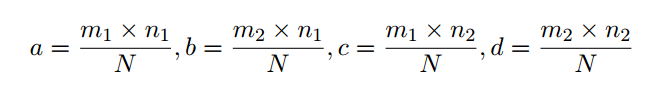 a = \frac{m_1 \times n_1}{N}, b = \frac{m_2 \times n_1}{N}, c = \frac{m_1 \times n_2}{N}, d = \frac{m_2 \times n_2}{N}